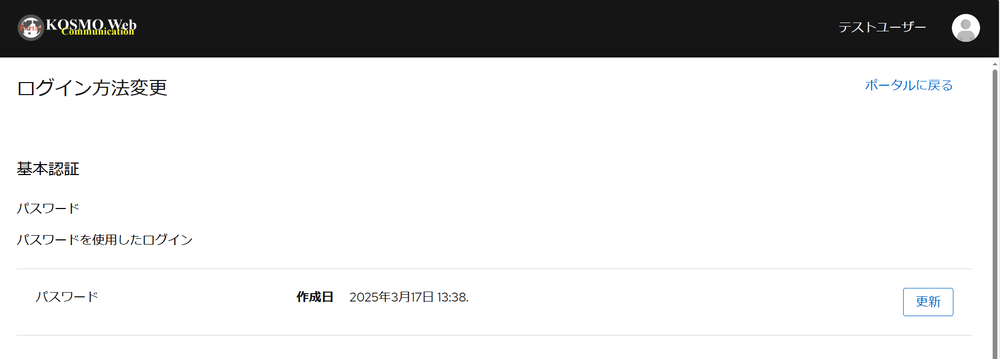 Portal KOSMO Web
Communication
テストユーザー
ログイン方法変更
ポータルに戻る
基本認証
パスワード
パスワードを使用したログイン
パスワード 作成日 2025年3月17日 13:38. 更新